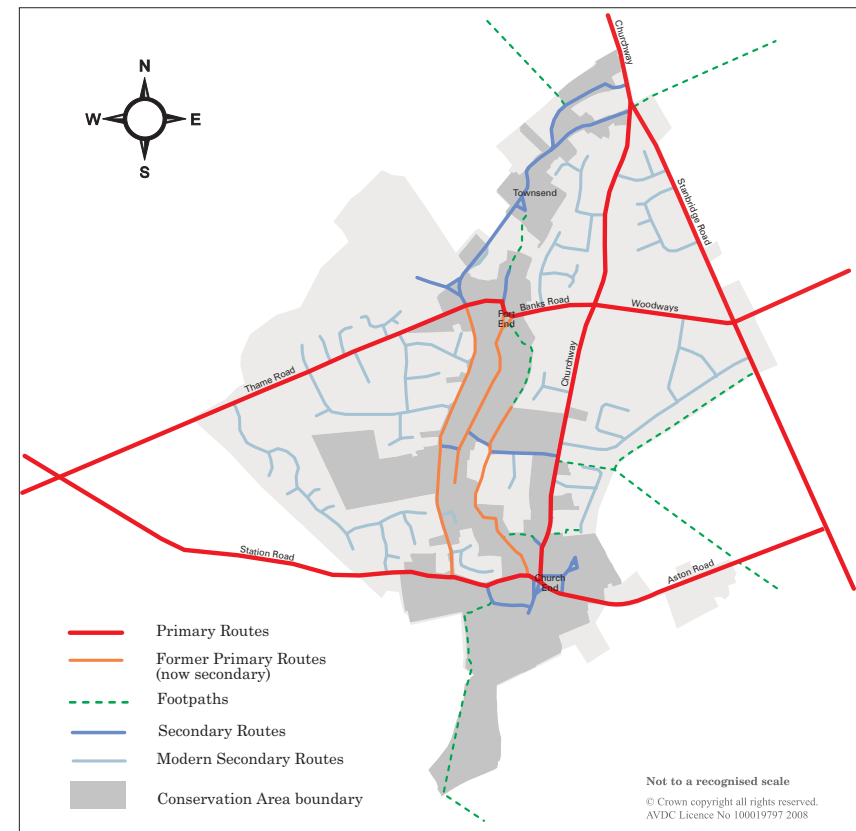 Churchway
N
W
E
S
Stanbridge Road
Townsend
Banks Road
Woodways
Fort
End
Churchway
Thame Road
Station Road
Church
End
Aston Road
Primary Routes
Former Primary Routes
(now secondary)
Footpaths
Secondary Routes
Modern Secondary Routes
Conservation Area boundary
Not to a recognised scale
© Crown copyright all rights reserved.
AVDC Licence No 100019797 2008